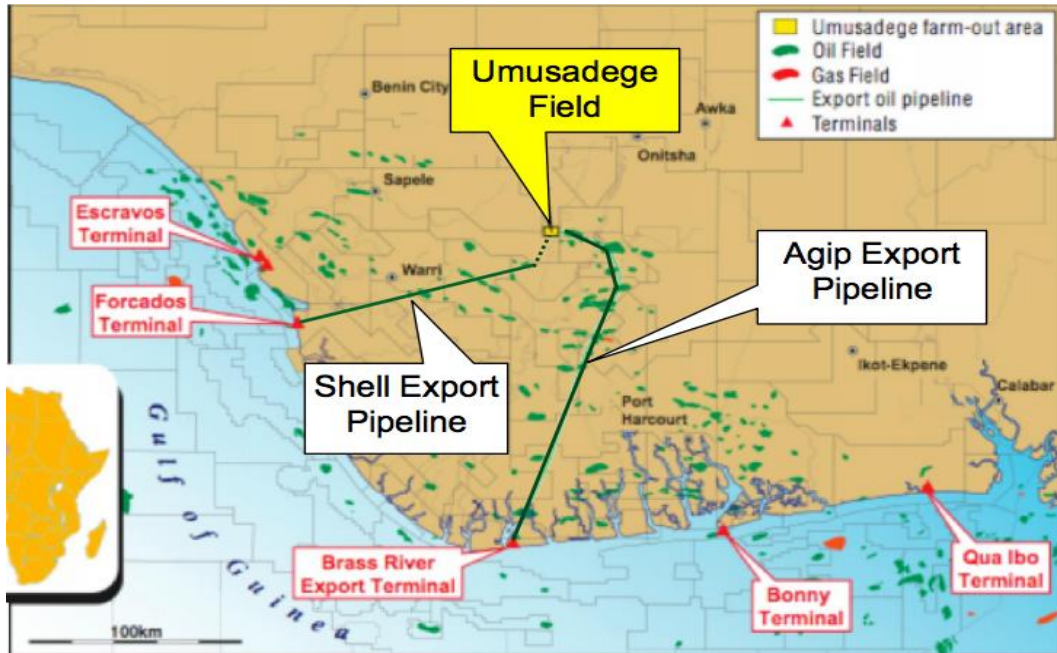 Umusadege farm-out area
Oil Field
Gas Field
Export oil pipeline
Terminals
Umusadege
Field
Benin City
Awka
Onitsha
Sapele
Escravos
Terminal
Warri
Agip Export
Pipeline
Forcados
Terminal
Shell Export
Pipeline
Ikot-Ekpene
Calabar
Port
Harcourt
Gulf of Guinea
Brass River
Export Terminal
Bonny
Terminal
Qua Ibo
Terminal
100km